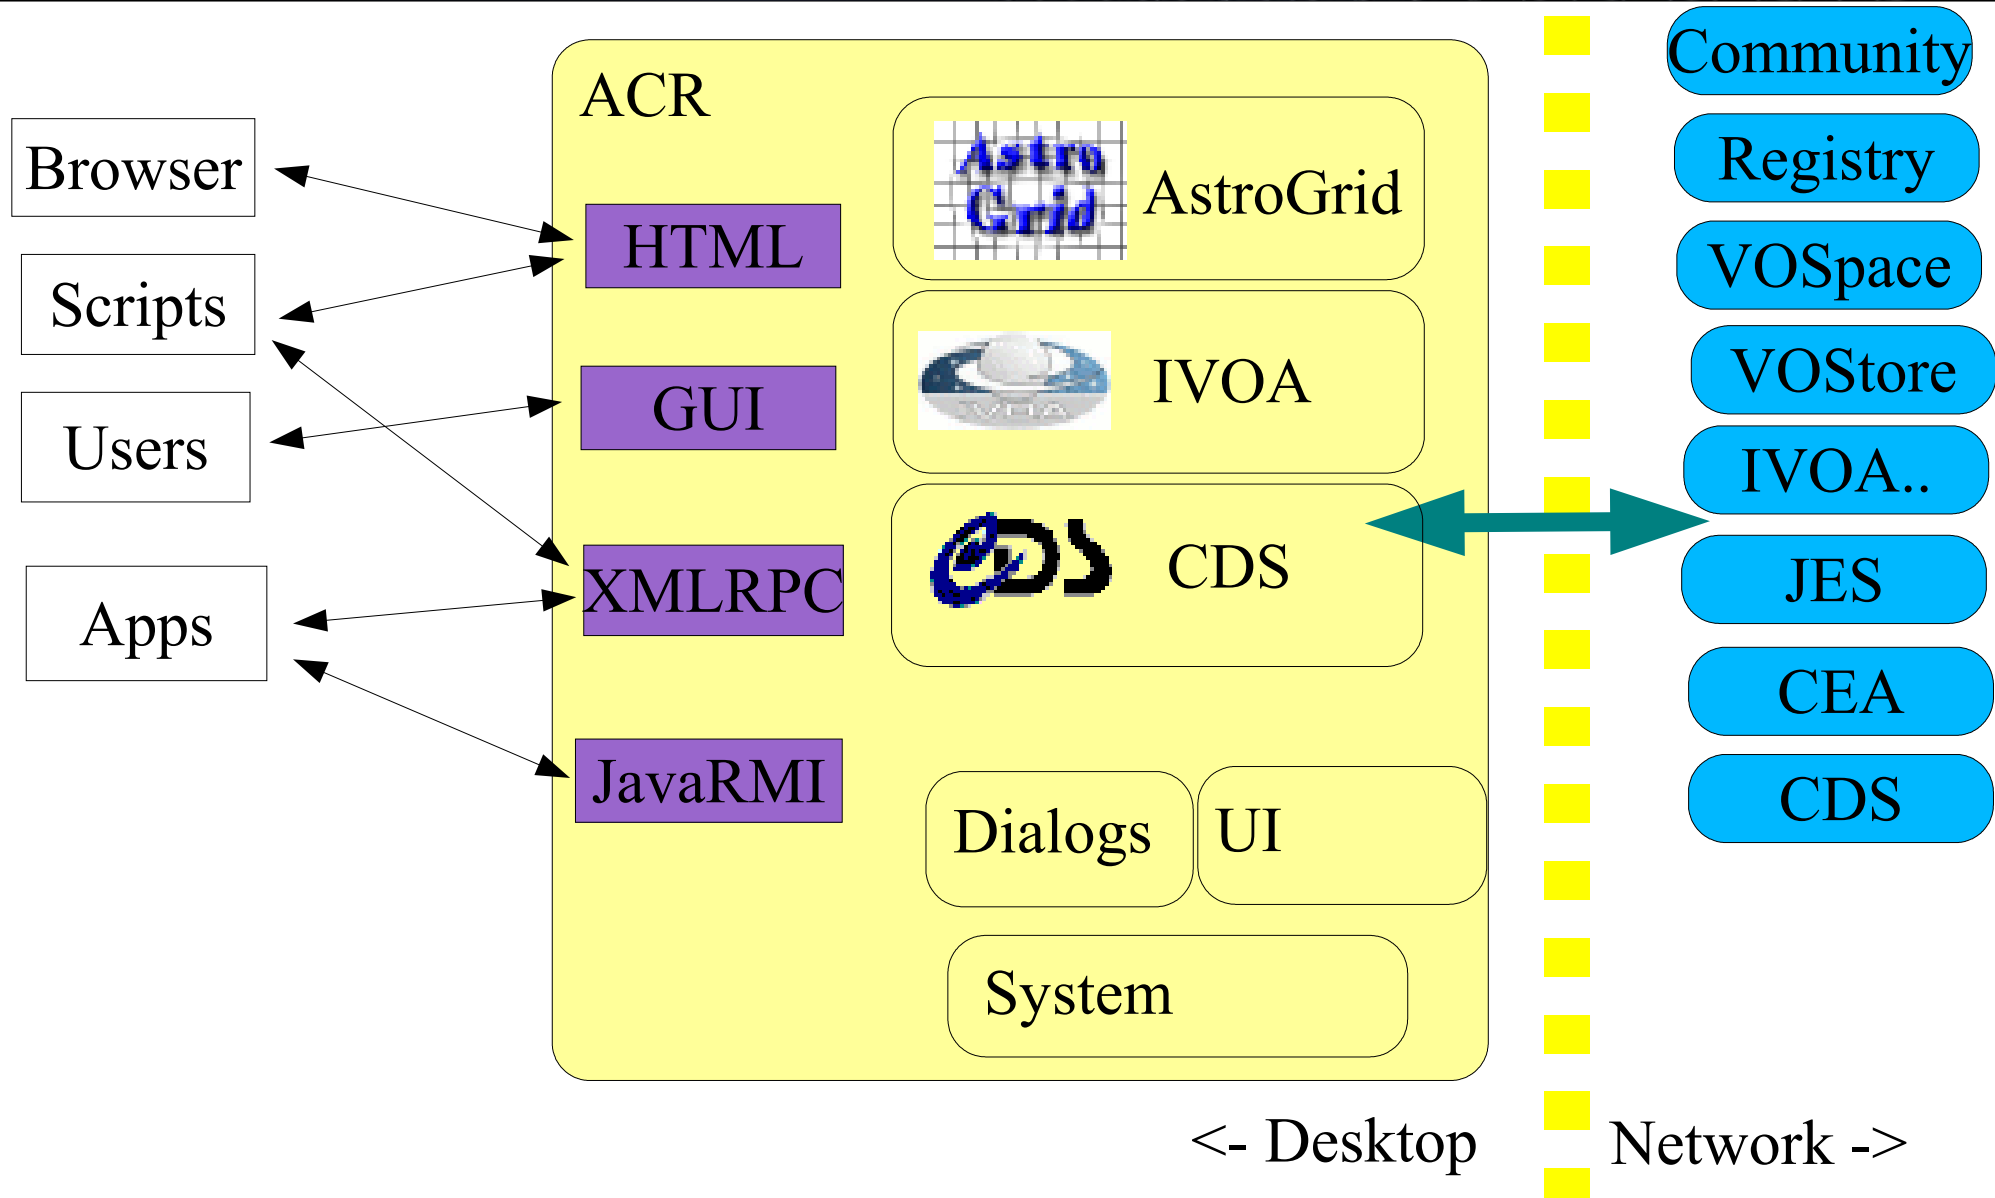 Browser
Scripts
Users
Apps
ACR
HTML
GUI
XMLRPC
JavaRMI
Astro
Grid
AstroGrid
IVOA
CDS
CDS
Dialogs
UI
System
<- Desktop
Network ->
Community
Registry
VOSpace
VOStore
IVOA..
JES
CEA
CDS